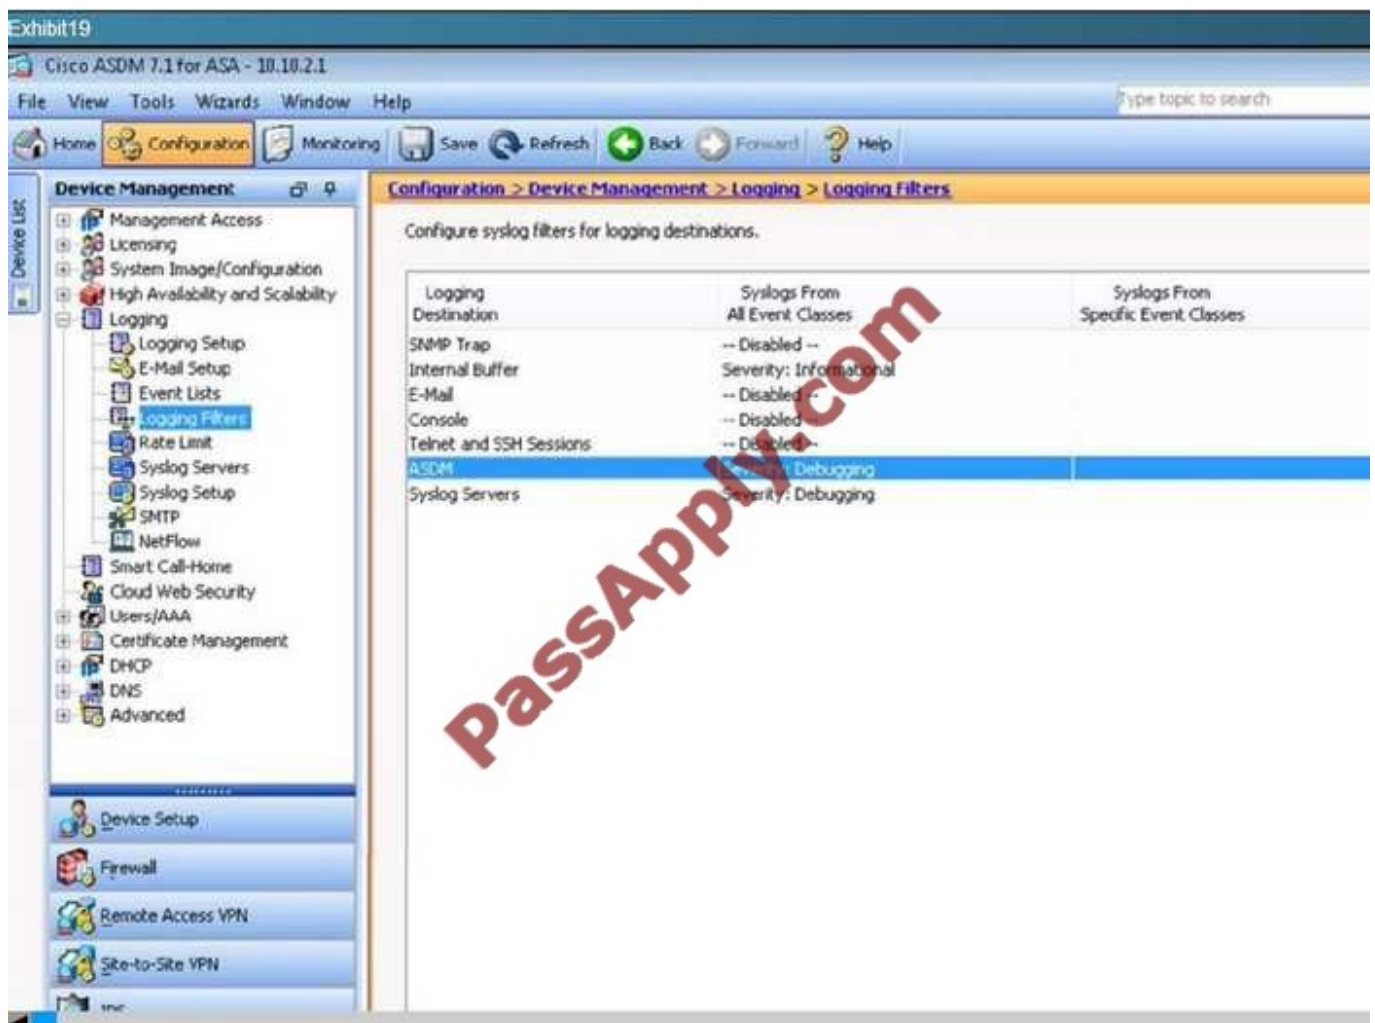 Exhibit19
Cisco ASDM 7.1 for ASA - 10.10.2.1
File View Tools Wizards Window Help
Type topic to search
Home Configuration Monitoring Save Refresh Back Forward Help
Device List
Device Management
Management Access
Licensing
System Image/Configuration
High Availability and Scalability
Logging
Logging Setup
E-Mail Setup
Event Lists
Logging Filters
Rate Limit
Syslog Servers
Syslog Setup
SMTP
NetFlow
Smart Call-Home
Cloud Web Security
Users/AAA
Certificate Management
DHCP
DNS
Advanced
Device Setup
Firewall
Remote Access VPN
Site-to-Site VPN
Configuration > Device Management > Logging > Logging Filters
Configure syslog filters for logging destinations.
Logging Syslogs From Syslogs From
Destination All Event Classes Specific Event Classes
SNMP Trap -- Disabled --
Internal Buffer Severity: Informational
E-Mail -- Disabled --
Console -- Disabled --
Telnet and SSH Sessions -- Disabled --
ASDM Severity: Debugging
Syslog Servers Severity: Debugging
PassApply.com